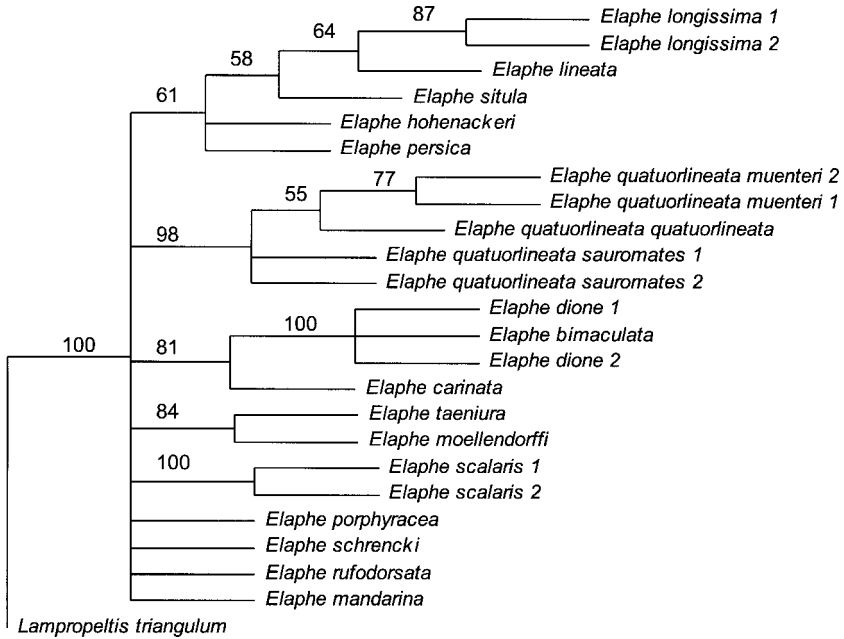 87
Elaphe longissima 1
64
Elaphe longissima 2
58
Elaphe lineata
61
Elaphe situla
Elaphe hohenackeri
Elaphe persica
77
Elaphe quatuorlineata muenteri 2
55
Elaphe quatuorlineata muenteri 1
98
Elaphe quatuorlineata quatuorlineata
Elaphe quatuorlineata sauromates 1
Elaphe quatuorlineata sauromates 2
Elaphe dione 1
100
Elaphe bimaculata
100
81
Elaphe dione 2
Elaphe carinata
84
Elaphe taeniura
Elaphe moellendorffi
100
Elaphe scalaris 1
Elaphe scalaris 2
Elaphe porphyracea
Elaphe schrencki
Elaphe rufodorsata
Elaphe mandarina
Lampropeltis triangulum